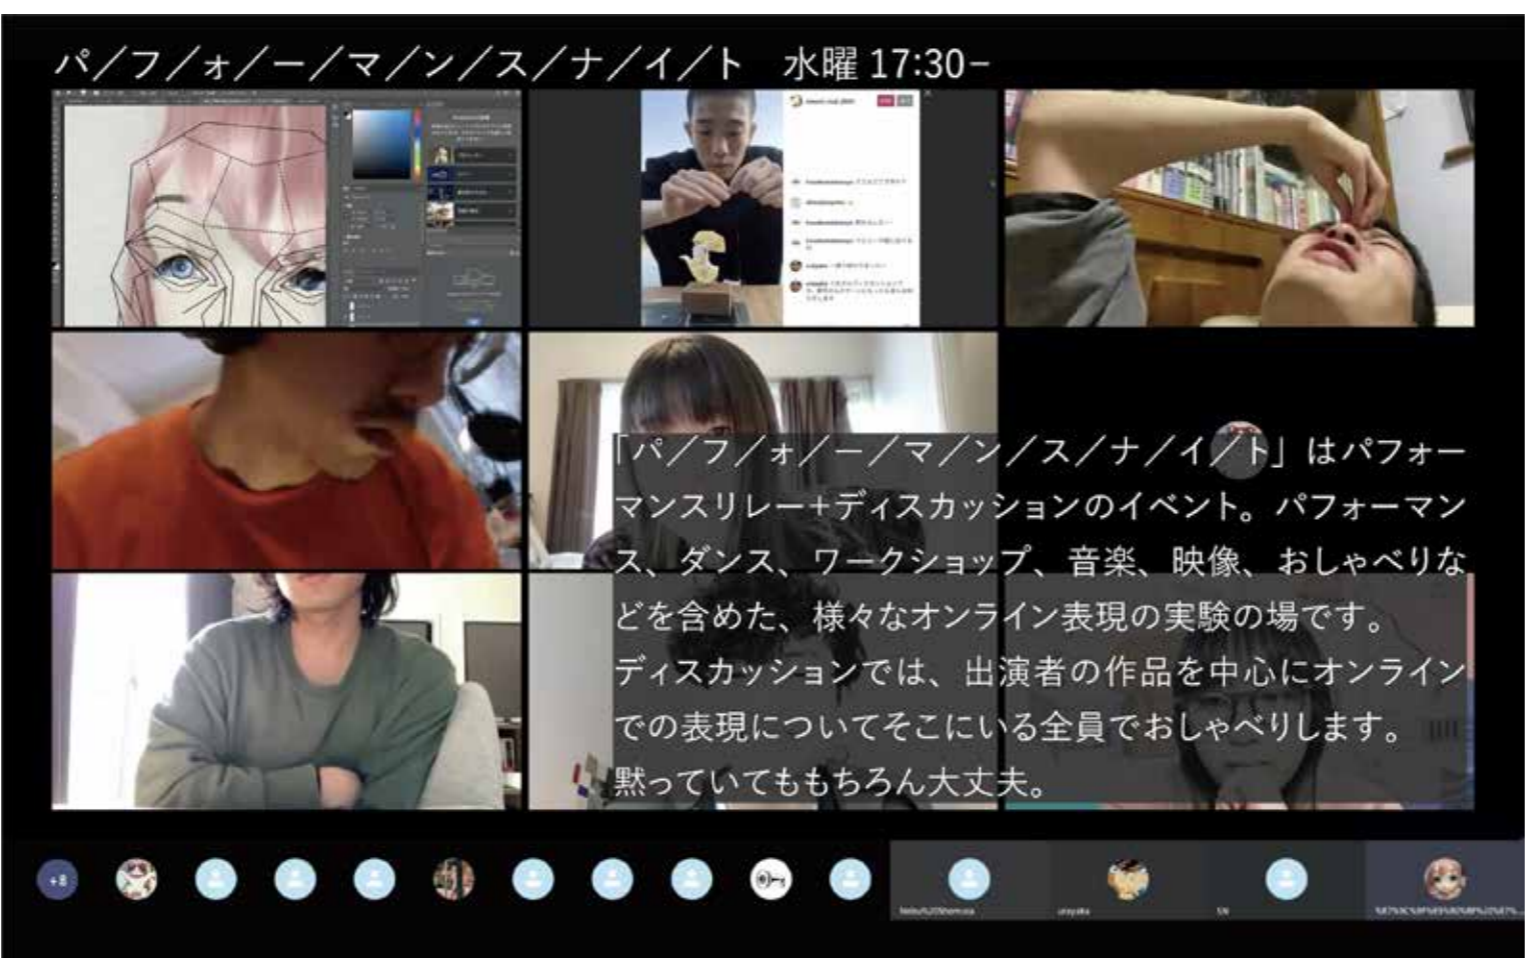 パ／フ／ォ／ー／マ／ン／ス／ナ／イ／ト　水曜 17:30−
「パ／フ／ォ／ー／マ／ン／ス／ナ／イ／ト」はパフォー
マンスリレー+ディスカッションのイベント。パフォーマン
ス、ダンス、ワークショップ、音楽、映像、おしゃべりな
どを含めた、様々なオンライン表現の実験の場です。
ディスカッションでは、出演者の作品を中心にオンライン
での表現についてそこにいる全員でおしゃべりします。
黙っていてももちろん大丈夫。
+8